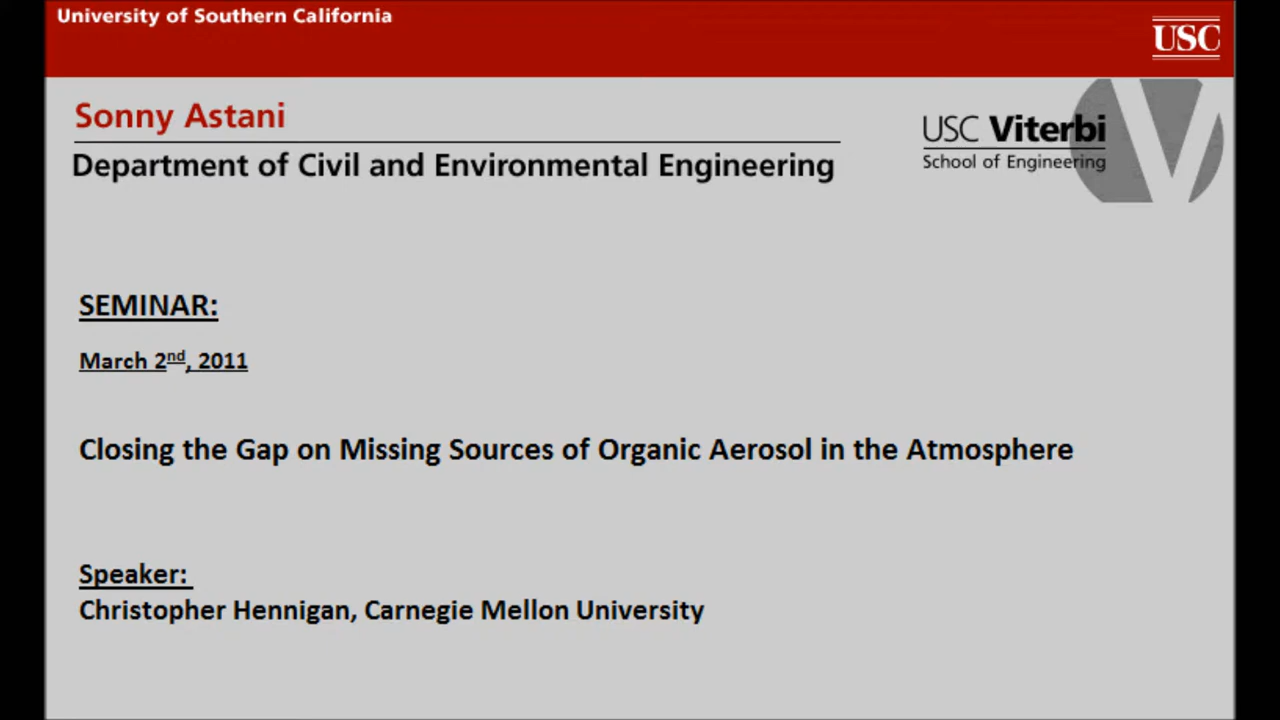 University of Southern California
USC
Sonny Astani
Department of Civil and Environmental Engineering
USC Viterbi
School of Engineering
SEMINAR:
March 2nd, 2011
Closing the Gap on Missing Sources of Organic Aerosol in the Atmosphere
Speaker:
Christopher Hennigan, Carnegie Mellon University